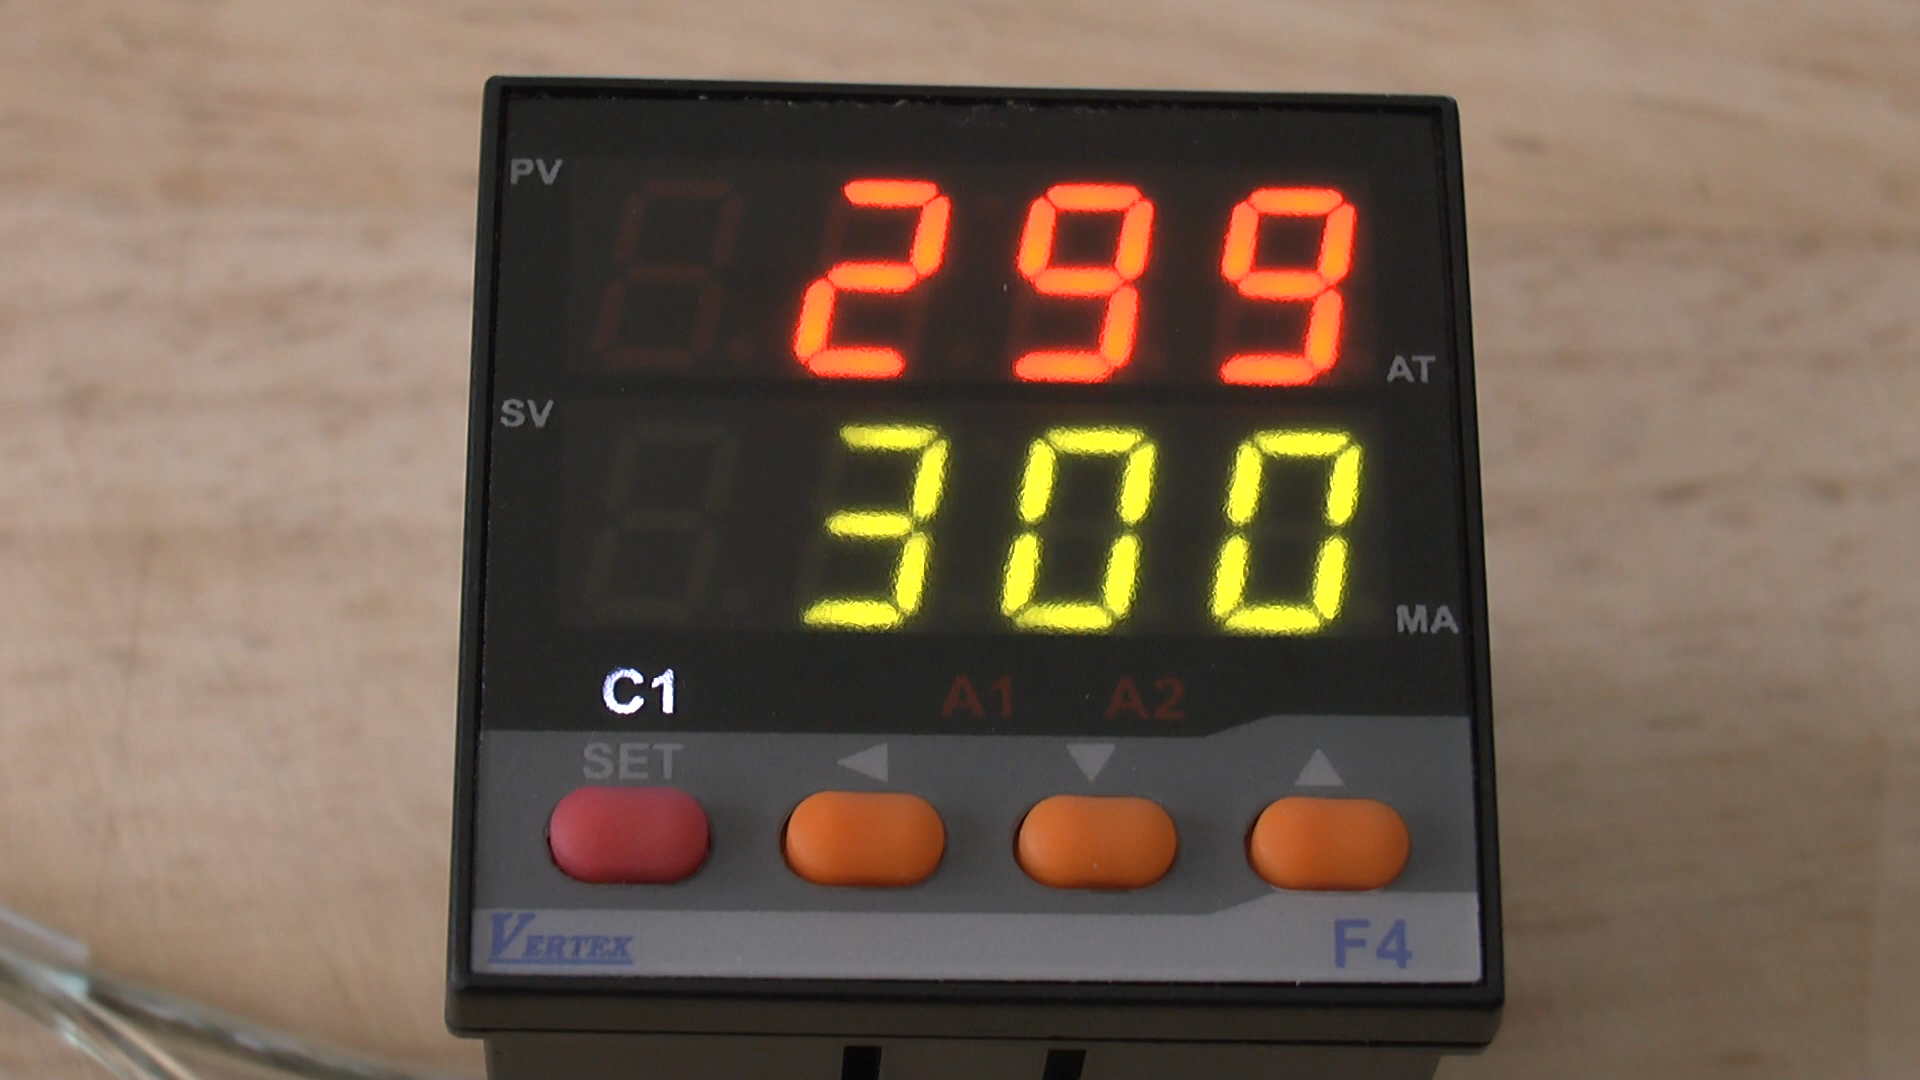 PV
299
AT
SV
300
MA
C1 A1 A2
SET
VERTEX F4